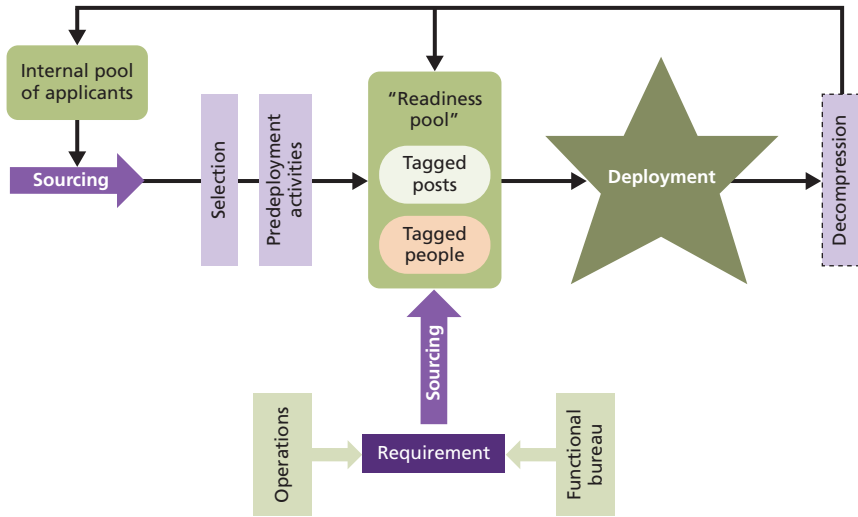 Internal pool
of applicants
Sourcing
Selection
Predeployment
activities
“Readiness
pool”
Tagged
posts
Tagged
people
Deployment
Decompression
Sourcing
Operations
Requirement
Functional
bureau